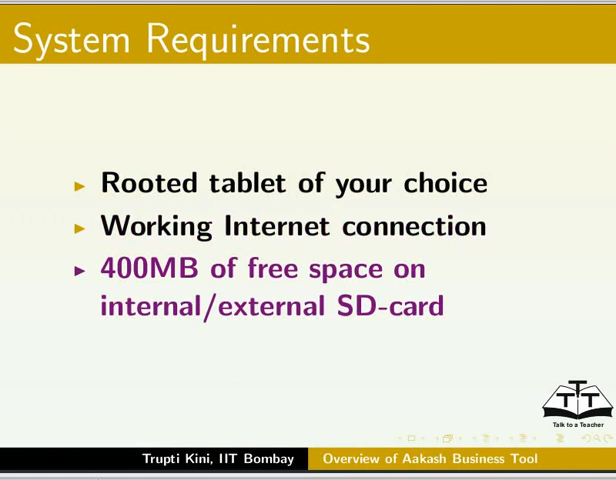 System Requirements
Rooted tablet of your choice
Working Internet connection
400MB of free space on
internal/external SD-card
TTT
Talk to a Teacher
Trupti Kini, IIT Bombay
Overview of Aakash Business Tool